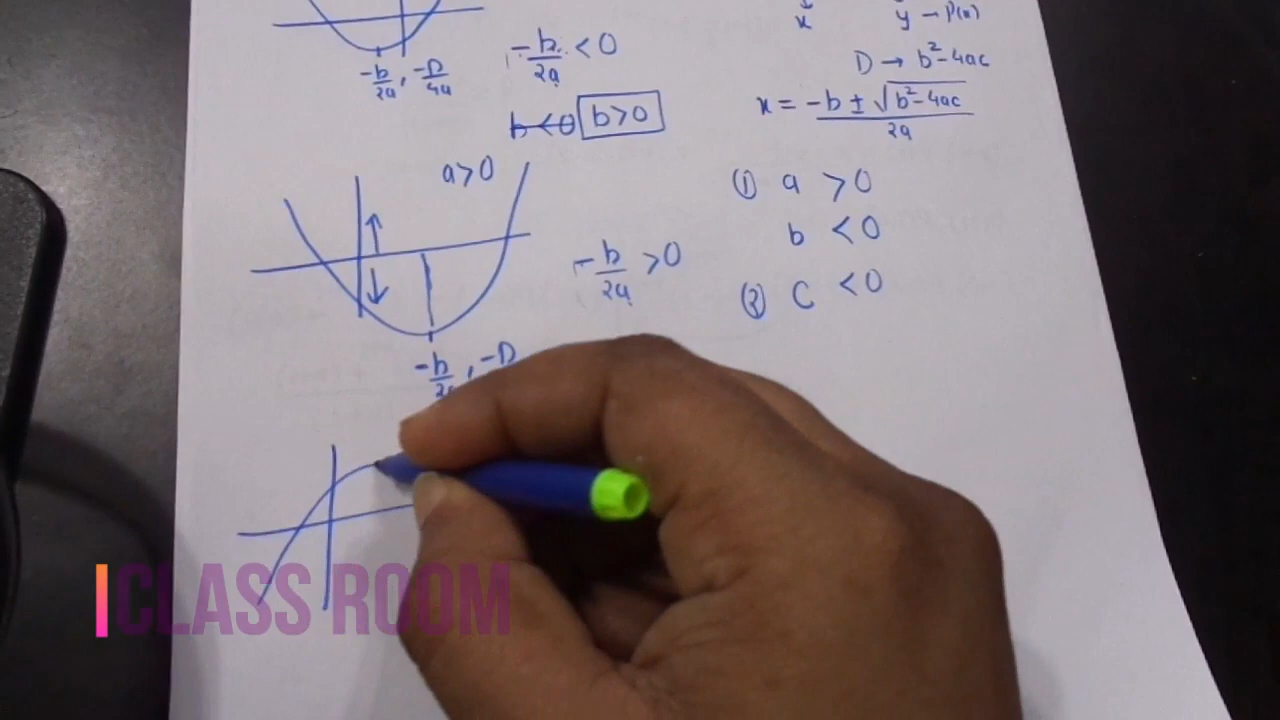 x y → P(x)
-b/2a, -D/4a
-b/2a < 0
D → b²-4ac
b<0 b>0
x = -b ± √b²-4ac / 2a
a>0
① a >0
b <0
-b/2a >0
② C <0
-b/2a, -D
CLASS ROOM